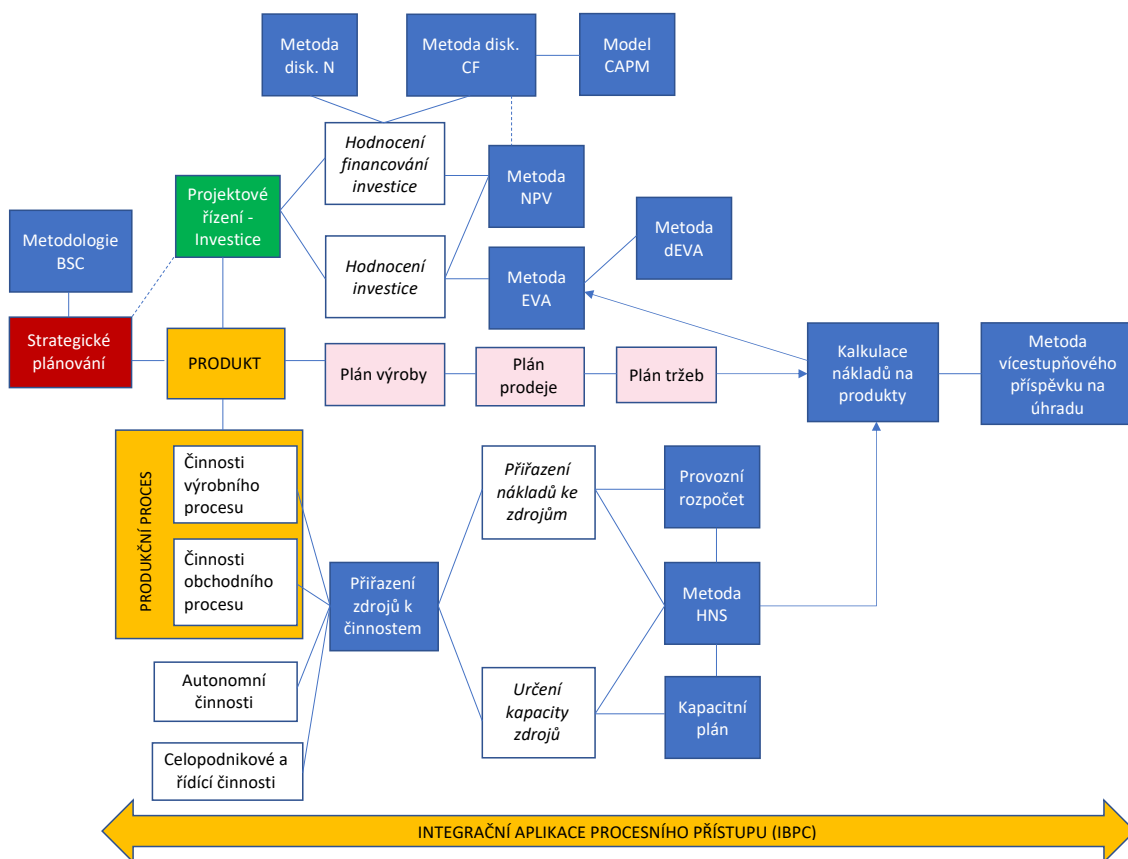 Metoda
disk. N
Metoda disk.
CF
Model
CAPM
Hodnocení
financování
investice
Metoda
NPV
Projektové
řízení -
Investice
Metodologie
BSC
Hodnocení
investice
Metoda
EVA
Metoda
dEVA
Strategické
plánování
PRODUKT
Plán výroby
Plán
prodeje
Plán tržeb
Kalkulace
nákladů na
produkty
Metoda
vícestupňového
příspěvku na
úhradu
PRODUKČNÍ PROCES
Činnosti
výrobního
procesu
Činnosti
obchodního
procesu
Autonomní
činnosti
Celopodnikové a
řídící činnosti
Přiřazení
zdrojů k
činnostem
Přiřazení
nákladů ke
zdrojům
Určení
kapacity
zdrojů
Provozní
rozpočet
Metoda
HNS
Kapacitní
plán
INTEGRAČNÍ APLIKACE PROCESNÍHO PŘÍSTUPU (IBPC)